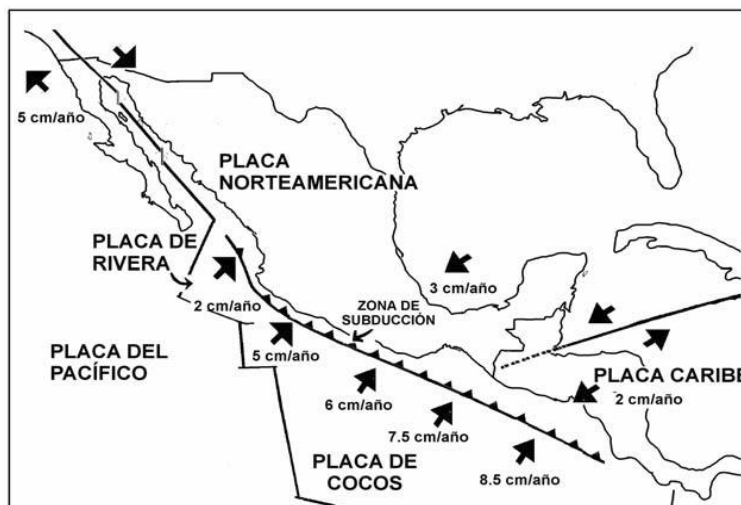 5 cm/año
PLACA
NORTEAMERICANA
PLACA DE
RIVERA
3 cm/año
2 cm/año
ZONA DE
SUBDUCCIÓN
5 cm/año
PLACA DEL
PACÍFICO
PLACA CARIBE
6 cm/año
2 cm/año
7.5 cm/año
PLACA DE
COCOS
8.5 cm/año